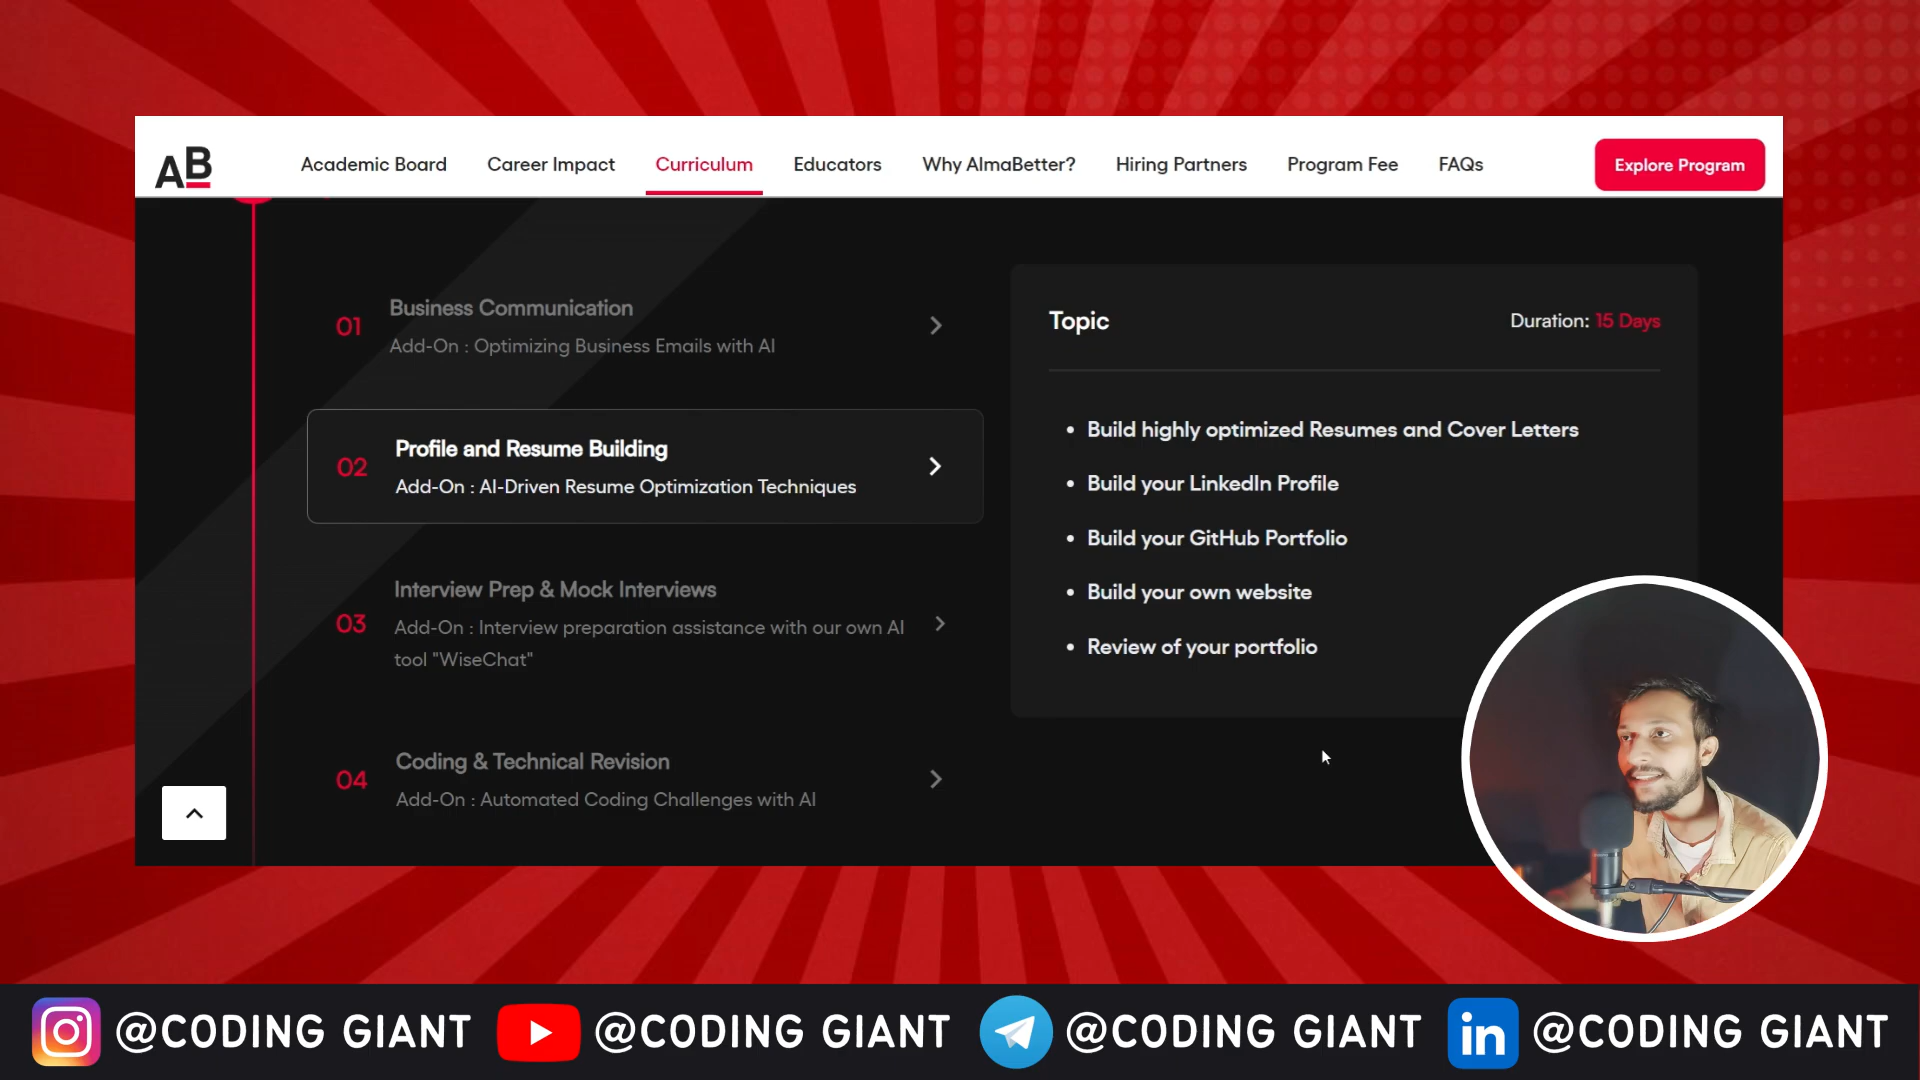 AB
Academic Board
Career Impact
Curriculum
Educators
Why AlmaBetter?
Hiring Partners
Program Fee
FAQs
Explore Program
01
Business Communication
Add-On : Optimizing Business Emails with AI
02
Profile and Resume Building
Add-On : AI-Driven Resume Optimization Techniques
03
Interview Prep & Mock Interviews
Add-On : Interview preparation assistance with our own AI
tool "WiseChat"
04
Coding & Technical Revision
Add-On : Automated Coding Challenges with AI
Topic
Duration: 15 Days
• Build highly optimized Resumes and Cover Letters
• Build your LinkedIn Profile
• Build your GitHub Portfolio
• Build your own website
• Review of your portfolio
@CODING GIANT
@CODING GIANT
@CODING GIANT
in @CODING GIANT